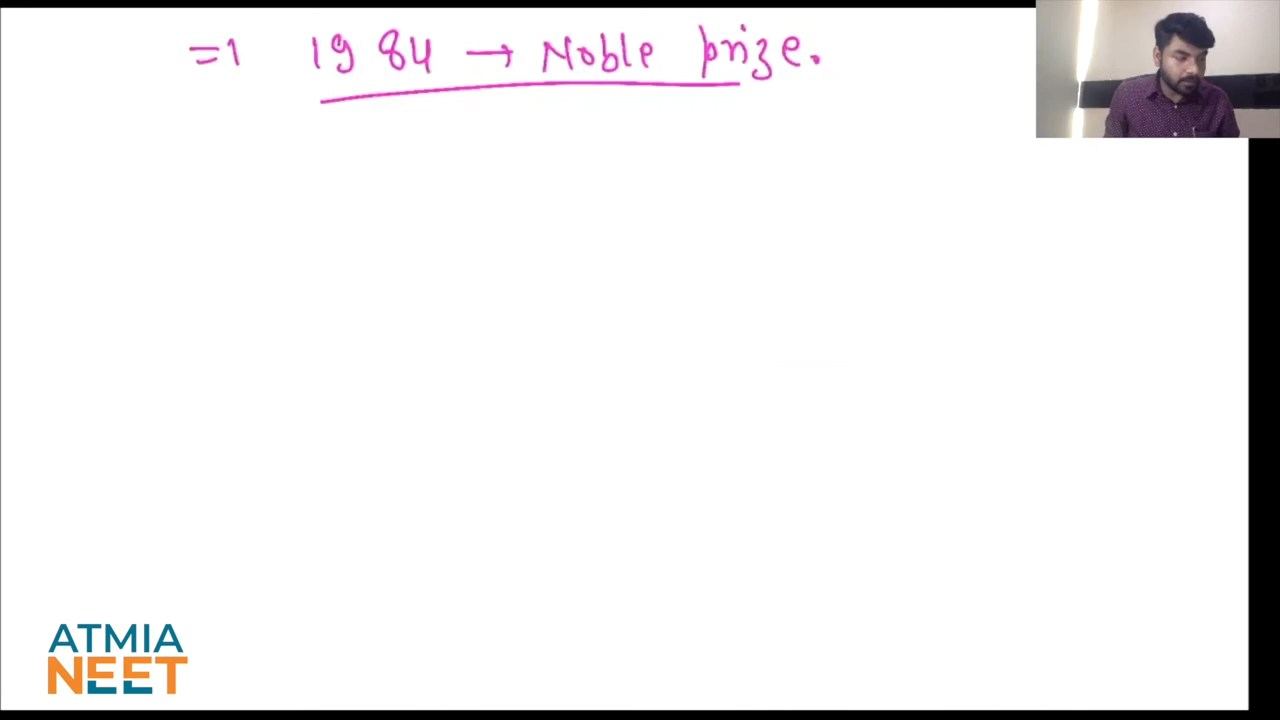 =1 1984 → Noble prize.
ATMIA
NEET